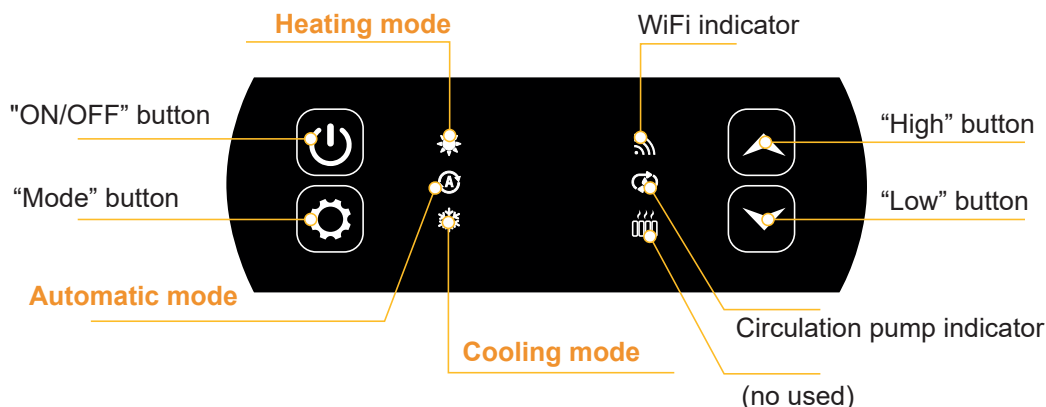 Heating mode
WiFi indicator
"ON/OFF” button
“High” button
“Mode” button
“Low” button
A
Automatic mode
Circulation pump indicator
Cooling mode
(no used)